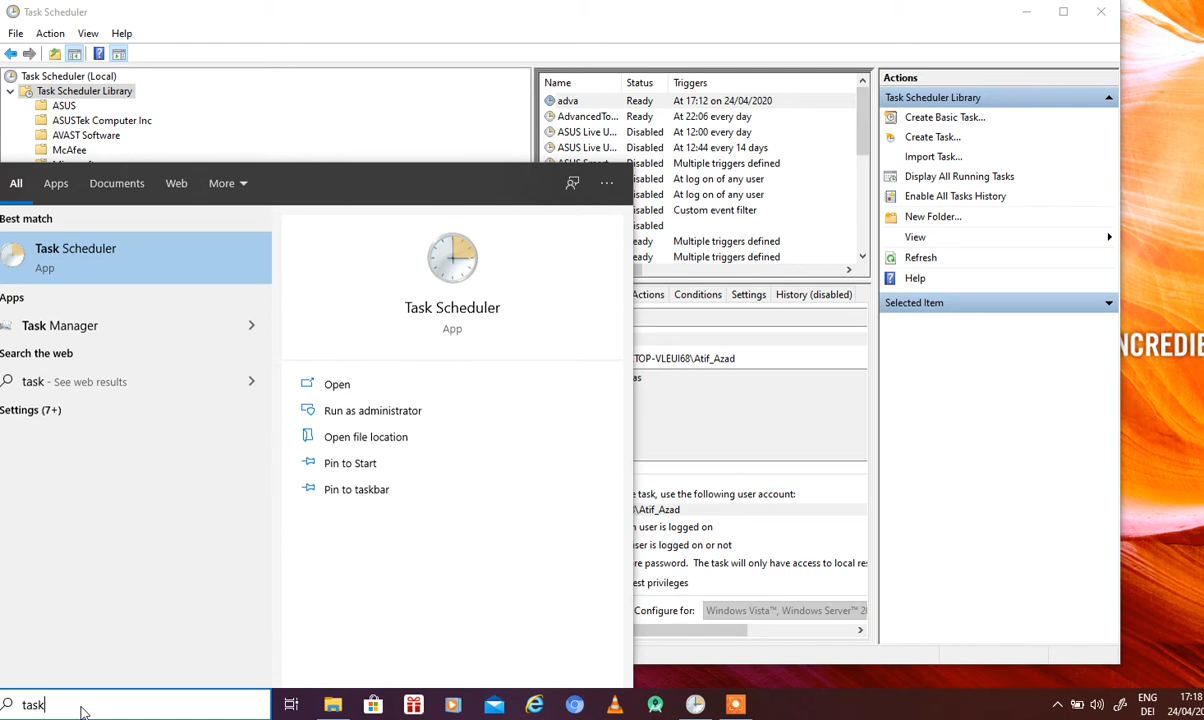 Task Scheduler
File Action View Help
Task Scheduler (Local)
Task Scheduler Library
ASUS
ASUSTek Computer Inc
AVAST Software
McAfee
Name Status Triggers
adva Ready At 17:12 on 24/04/2020
AdvancedTo... Ready At 22:06 every day
ASUS Live U... Disabled At 12:00 every day
ASUS Live U... Disabled At 12:44 every 14 days
Multiple triggers defined
isabled At log on of any user
isabled At log on of any user
isabled Custom event filter
isabled
eady Multiple triggers defined
eady Multiple triggers defined
Actions
Task Scheduler Library
Create Basic Task...
Create Task...
Import Task...
Display All Running Tasks
Enable All Tasks History
New Folder...
View
Refresh
Help
Selected Item
All Apps Documents Web More
Best match
Task Scheduler
App
Apps
Task Manager
Search the web
task - See web results
Settings (7+)
Task Scheduler
App
Open
Run as administrator
Open file location
Pin to Start
Pin to taskbar
Actions Conditions Settings History (disabled)
TOP-VLEUI68\Atif_Azad
as
e task, use the following user account:
\Atif_Azad
n user is logged on
user is logged on or not
re password. The task will only have access to local res
est privileges
Configure for: Windows Vista™, Windows Server™ 2
NCREDIE
task
ENG
DEI
17:18
24/04/20